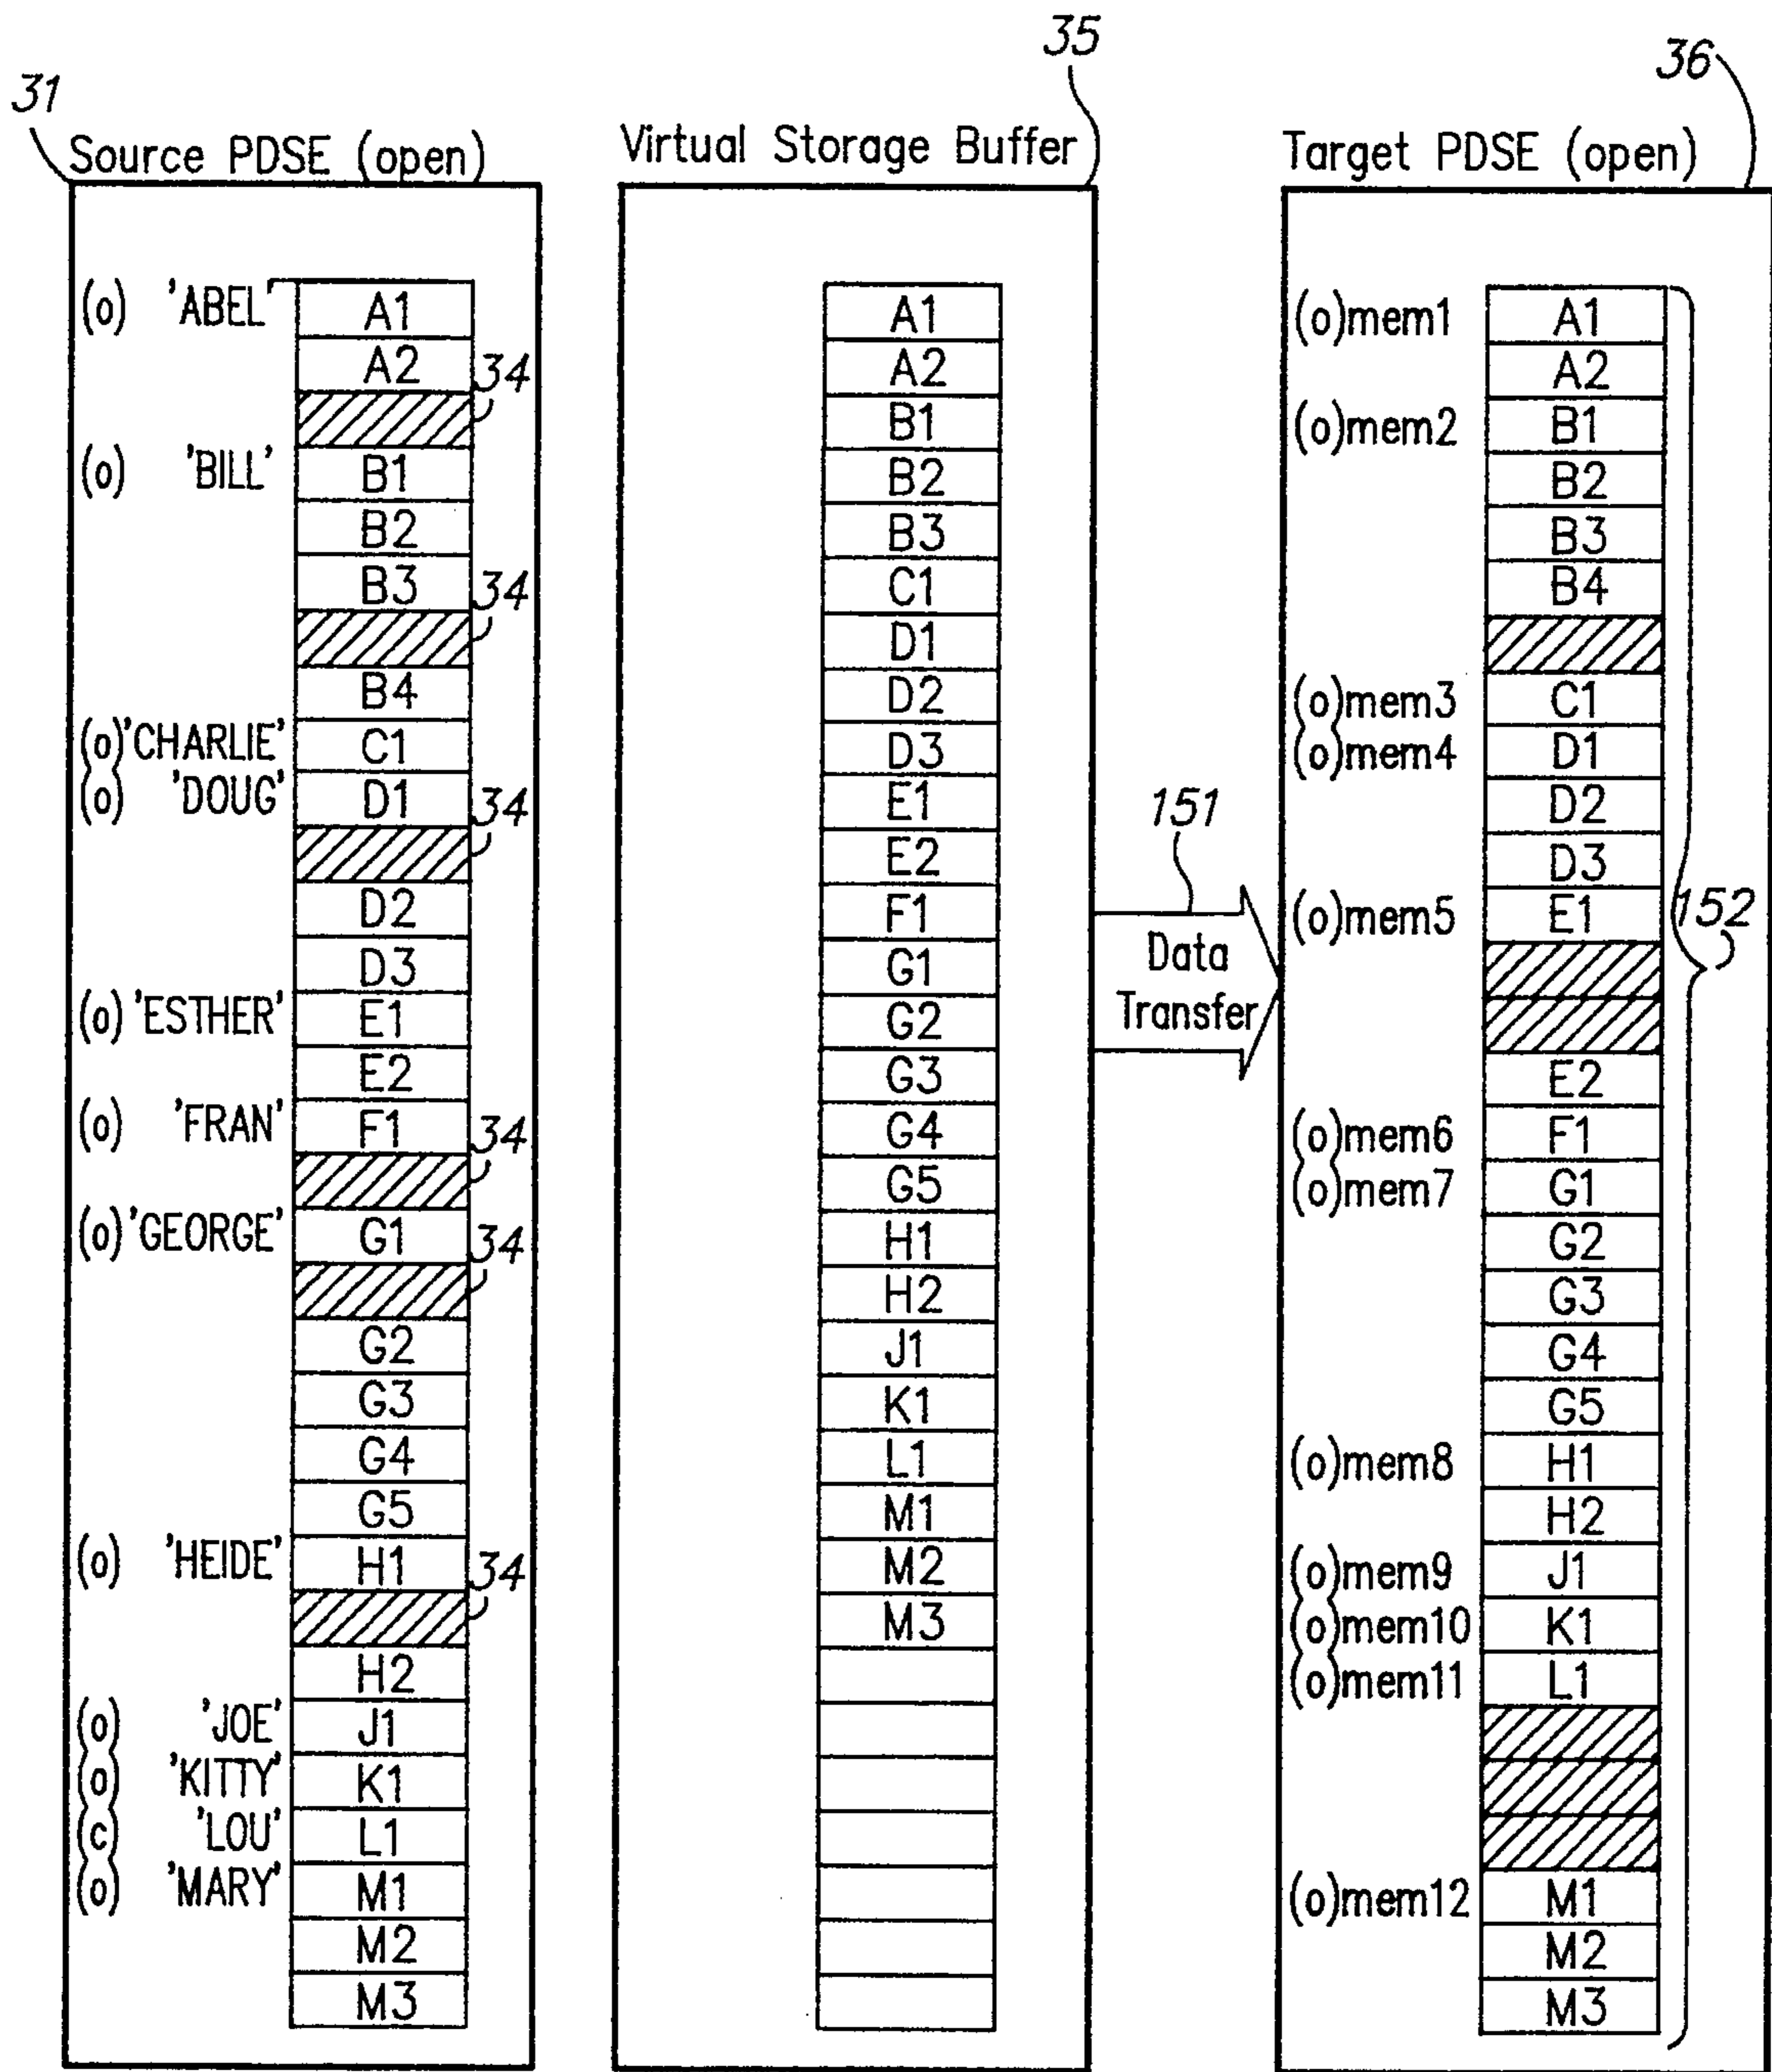 31
Source PDSE (open)
(o) 'ABEL' A1
A2
34
(o) 'BILL' B1
B2
B3
34
B4
(o) 'CHARLIE' C1
(o) 'DOUG' D1
34
D2
D3
(o) 'ESTHER' E1
E2
(o) 'FRAN' F1
34
(o) 'GEORGE' G1
34
G2
G3
G4
G5
(o) 'HEIDE' H1
34
H2
(o) 'JOE' J1
(o) 'KITTY' K1
(c) 'LOU' L1
(o) 'MARY' M1
M2
M3
35
Virtual Storage Buffer
A1
A2
B1
B2
B3
C1
D1
D2
D3
E1
E2
F1
G1
G2
G3
G4
G5
H1
H2
J1
K1
L1
M1
M2
M3
151
Data
Transfer
36
Target PDSE (open)
(o)mem1 A1
A2
(o)mem2 B1
B2
B3
B4
(o)mem3 C1
(o)mem4 D1
D2
D3
(o)mem5 E1
E2
(o)mem6 F1
(o)mem7 G1
G2
G3
G4
G5
(o)mem8 H1
H2
(o)mem9 J1
(o)mem10 K1
(o)mem11 L1
(o)mem12 M1
M2
M3
152